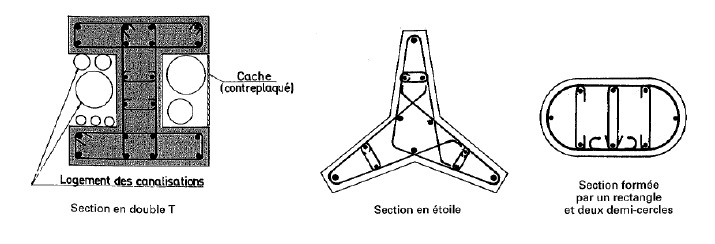 Cache
(contreplaqué)
Logement des canalisations
Section en double T
Section en étoile
Section formée
par un rectangle
et deux demi-cercles